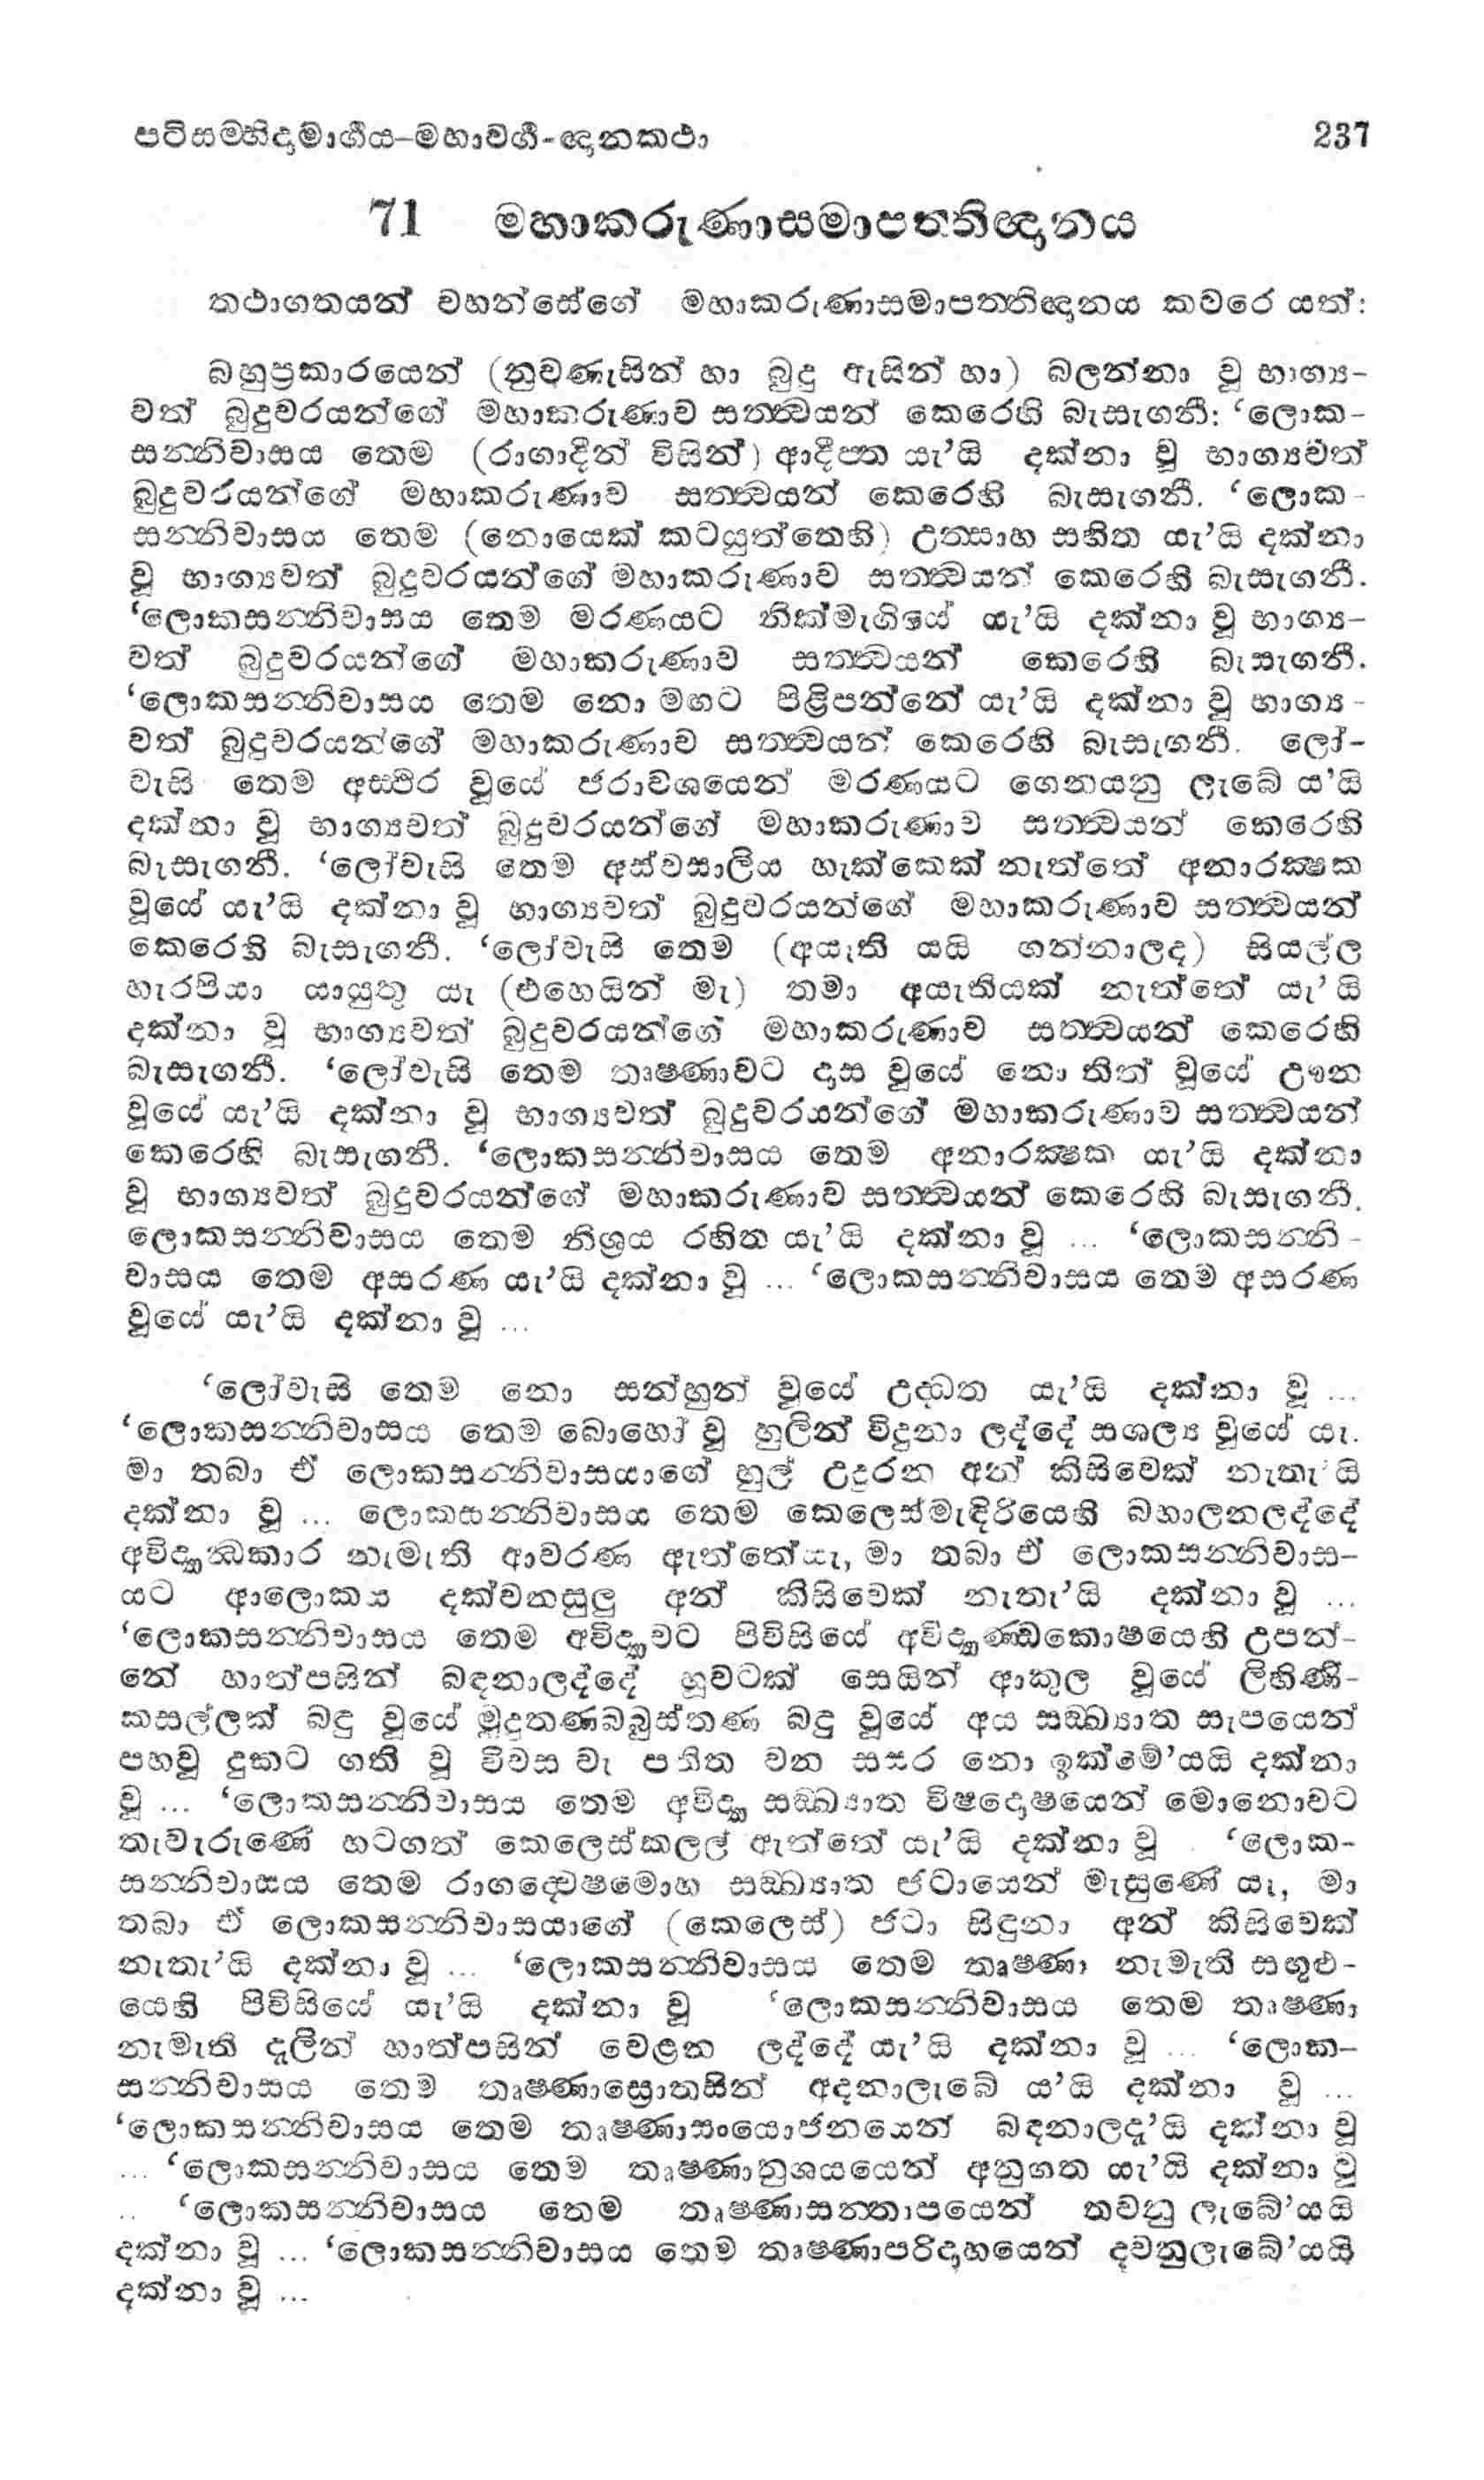 පටිසම්භිදාමාර්ගය–මහාවර්ග-ඥානකථා 237
71 මහාකරුණාසමාපත්තිඥානය
තථාගතයන් වහන්සේගේ මහාකරුණාසමාපත්තිඥානය කවරෙ යත්:
බහුප්‍රකාරයෙන් (නුවණැසින් හා බුදු ඇසින් හා) බලන්නා වූ භාග්‍ය-
වත් බුදුවරයන්ගේ මහාකරුණාව සත්ත්වයන් කෙරෙහි බැසැගනී: ‘ලොක-
සන්නිවාසය තෙම (රාගාදීන් විසින්) ආදීප්ත යැ’යි දක්නා වූ භාග්‍යවත්
බුදුවරයන්ගේ මහාකරුණාව සත්ත්වයන් කෙරෙහි බැසැගනී. ‘ලොක-
සන්නිවාසය තෙම (නොයෙක් කටයුත්තෙහි) උත්සාහ සහිත යැ’යි දක්නා
වූ භාග්‍යවත් බුදුවරයන්ගේ මහාකරුණාව සත්ත්වයන් කෙරෙහි බැසැගනී.
‘ලොකසන්නිවාසය තෙම මරණයට නික්මැගියේ යැ’යි දක්නා වූ භාග්‍ය-
වත් බුදුවරයන්ගේ මහාකරුණාව සත්ත්වයන් කෙරෙහි බැසැගනී.
‘ලොකසන්නිවාසය තෙම නො මඟට පිළිපන්නේ යැ’යි දක්නා වූ භාග්‍ය-
වත් බුදුවරයන්ගේ මහාකරුණාව සත්ත්වයන් කෙරෙහි බැසැගනී. ලෝ-
වැසි තෙම අස්ථිර වූයේ ජරාවශයෙන් මරණයට ගෙනයනු ලැබේ ය’යි
දක්නා වූ භාග්‍යවත් බුදුවරයන්ගේ මහාකරුණාව සත්ත්වයන් කෙරෙහි
බැසැගනී. ‘ලෝවැසි තෙම අස්වසාලිය හැක්කෙක් නැත්තේ අනාරක්‍ෂක
වූයේ යැ’යි දක්නා වූ භාග්‍යවත් බුදුවරයන්ගේ මහාකරුණාව සත්ත්වයන්
කෙරෙහි බැසැගනී. ‘ලෝවැසි තෙම (අයැති යයි ගන්නාලද) සියල්ල
හැරපියා යායුතු යැ (එහෙයින් මැ) තමා අයැතියක් නැත්තේ යැ’යි
දක්නා වූ භාග්‍යවත් බුදුවරයන්ගේ මහාකරුණාව සත්ත්වයන් කෙරෙහි
බැසැගනී. ‘ලෝවැසි තෙම තෘෂ්ණාවට දාස වූයේ නො තිත් වූයේ ඌන
වූයේ යැ’යි දක්නා වූ භාග්‍යවත් බුදුවරයන්ගේ මහාකරුණාව සත්ත්වයන්
කෙරෙහි බැසැගනී. ‘ලොකසන්නිවාසය තෙම අනාරක්‍ෂක යැ’යි දක්නා
වූ භාග්‍යවත් බුදුවරයන්ගේ මහාකරුණාව සත්ත්වයන් කෙරෙහි බැසැගනී.
ලොකසන්නිවාසය තෙම නිශ්‍රය රහිත යැ’යි දක්නා වූ ... ‘ලොකසන්නි-
වාසය තෙම අසරණ යැ’යි දක්නා වූ ... ‘ලොකසන්නිවාසය තෙම අසරණ
වූයේ යැ’යි දක්නා වූ ...
‘ලෝවැසි තෙම නො සන්හුන් වූයේ උද්ධත යැ’යි දක්නා වූ ...
‘ලොකසන්නිවාසය තෙම බොහෝ වූ හුලින් විදුනා ලද්දේ සශල්‍ය වූයේ යැ.
මා තබා ඒ ලොකසන්නිවාසයාගේ හුල් උදුරන අන් කිසිවෙක් නැතැ’යි
දක්නා වූ ... ලොකසන්නිවාසය තෙම කෙලෙස්මැඳිරියෙහි බහාලනලද්දේ
අවිද්‍යාන්ධකාර නැමැති ආවරණ ඇත්තේයැ, මා තබා ඒ ලොකසන්නිවාස-
යට ආලොකය දක්වනසුලු අන් කිසිවෙක් නැතැ’යි දක්නා වූ ...
‘ලොකසන්නිවාසය තෙම අවිද්‍යාවට පිවිසියේ අවිද්‍යාණ්ඩකොෂයෙහි උපන්-
නේ හාත්පසින් බඳනාලද්දේ හූවටක් සෙයින් ආකුල වූයේ ලිහිණි-
කසල්ලක් බඳු වූයේ මුදුතණබබුස්තණ බඳු වූයේ අය සඞ්ඛ්‍යාත සැපයෙන්
පහවූ දුකට ගති වූ විවස වැ පතිත වන සසර නො ඉක්මේ’යයි දක්නා
වූ ... ‘ලොකසන්නිවාසය තෙම අවිද්‍යා සඞ්ඛ්‍යාත විෂදොෂයෙන් මොනොවට
තැවැරුණේ හටගත් කෙලෙස්කලල් ඇත්තේ යැ’යි දක්නා වූ . ‘ලොක-
සන්නිවාසය තෙම රාගද්වේෂමොහ සඞ්ඛ්‍යාත ජටායෙන් මැසුණේ යැ, මා
තබා ඒ ලොකසන්නිවාසයාගේ (කෙලෙස්) ජටා සිඳුනා අන් කිසිවෙක්
නැතැ’යි දක්නා වූ ... ‘ලොකසන්නිවාසය තෙම තෘෂ්ණා නැමැති සඟුළු-
යෙහි පිවිසියේ යැ’යි දක්නා වූ ‘ලොකසන්නිවාසය තෙම තෘෂ්ණා
නැමැති දැලින් හාත්පසින් වෙළන ලද්දේ යැ’යි දක්නා වූ ... ‘ලොක-
සන්නිවාසය තෙම තෘෂ්ණාස්‍රොතසින් අදනාලැබේ ය’යි දක්නා වූ ...
‘ලොකසන්නිවාසය තෙම තෘෂ්ණාසංයොජනයෙන් බඳනාලදැ’යි දක්නා වූ
... ‘ලොකසන්නිවාසය තෙම තෘෂ්ණානුශයයෙන් අනුගත යැ’යි දක්නා වූ
.. ‘ලොකසන්නිවාසය තෙම තෘෂ්ණාසන්තාපයෙන් තවනු ලැබේ’යයි
දක්නා වූ ... ‘ලොකසන්නිවාසය තෙම තෘෂ්ණාපරිදාහයෙන් දවනුලැබේ’යයි
දක්නා වූ ...